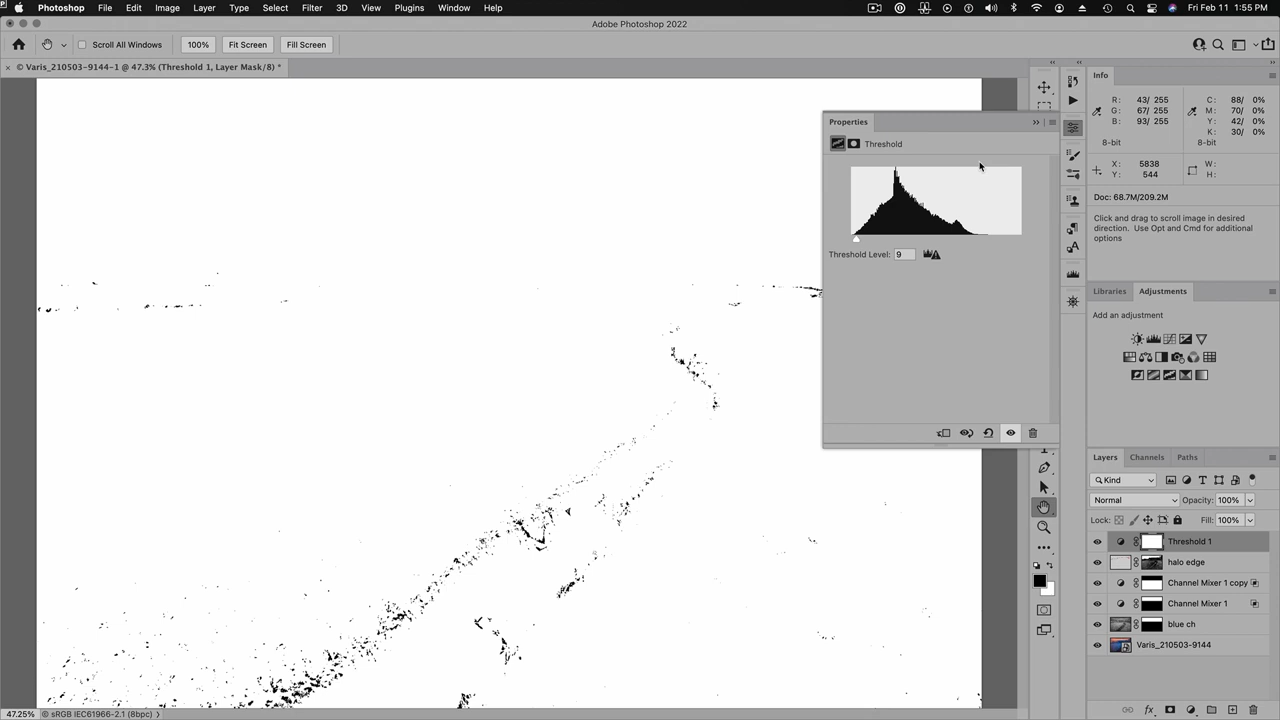 Photoshop File Edit Image Layer Type Select Filter 3D View Plugins Window Help Fri Feb 11 1:55 PM
Adobe Photoshop 2022
Scroll All Windows 100% Fit Screen Fill Screen
× © Varis_210503-9144-1 @ 47.3% (Threshold 1, Layer Mask/8) *
Info
R: 43/ 255 C: 88/ 0%
G: 67/ 255 M: 70/ 0%
B: 93/ 255 Y: 42/ 0%
K: 30/ 0%
8-bit 8-bit
X: 5838 W:
Y: 544 H:
Doc: 68.7M/209.2M
Click and drag to scroll image in desired
direction. Use Opt and Cmd for additional
options
Properties
Threshold
Threshold Level: 9
Libraries Adjustments
Add an adjustment
Layers Channels Paths
Kind
Normal Opacity: 100%
Lock: Fill: 100%
Threshold 1
halo edge
Channel Mixer 1 copy
Channel Mixer 1
blue ch
Varis_210503-9144
47.25% © sRGB IEC61966-2.1 (8bpc)